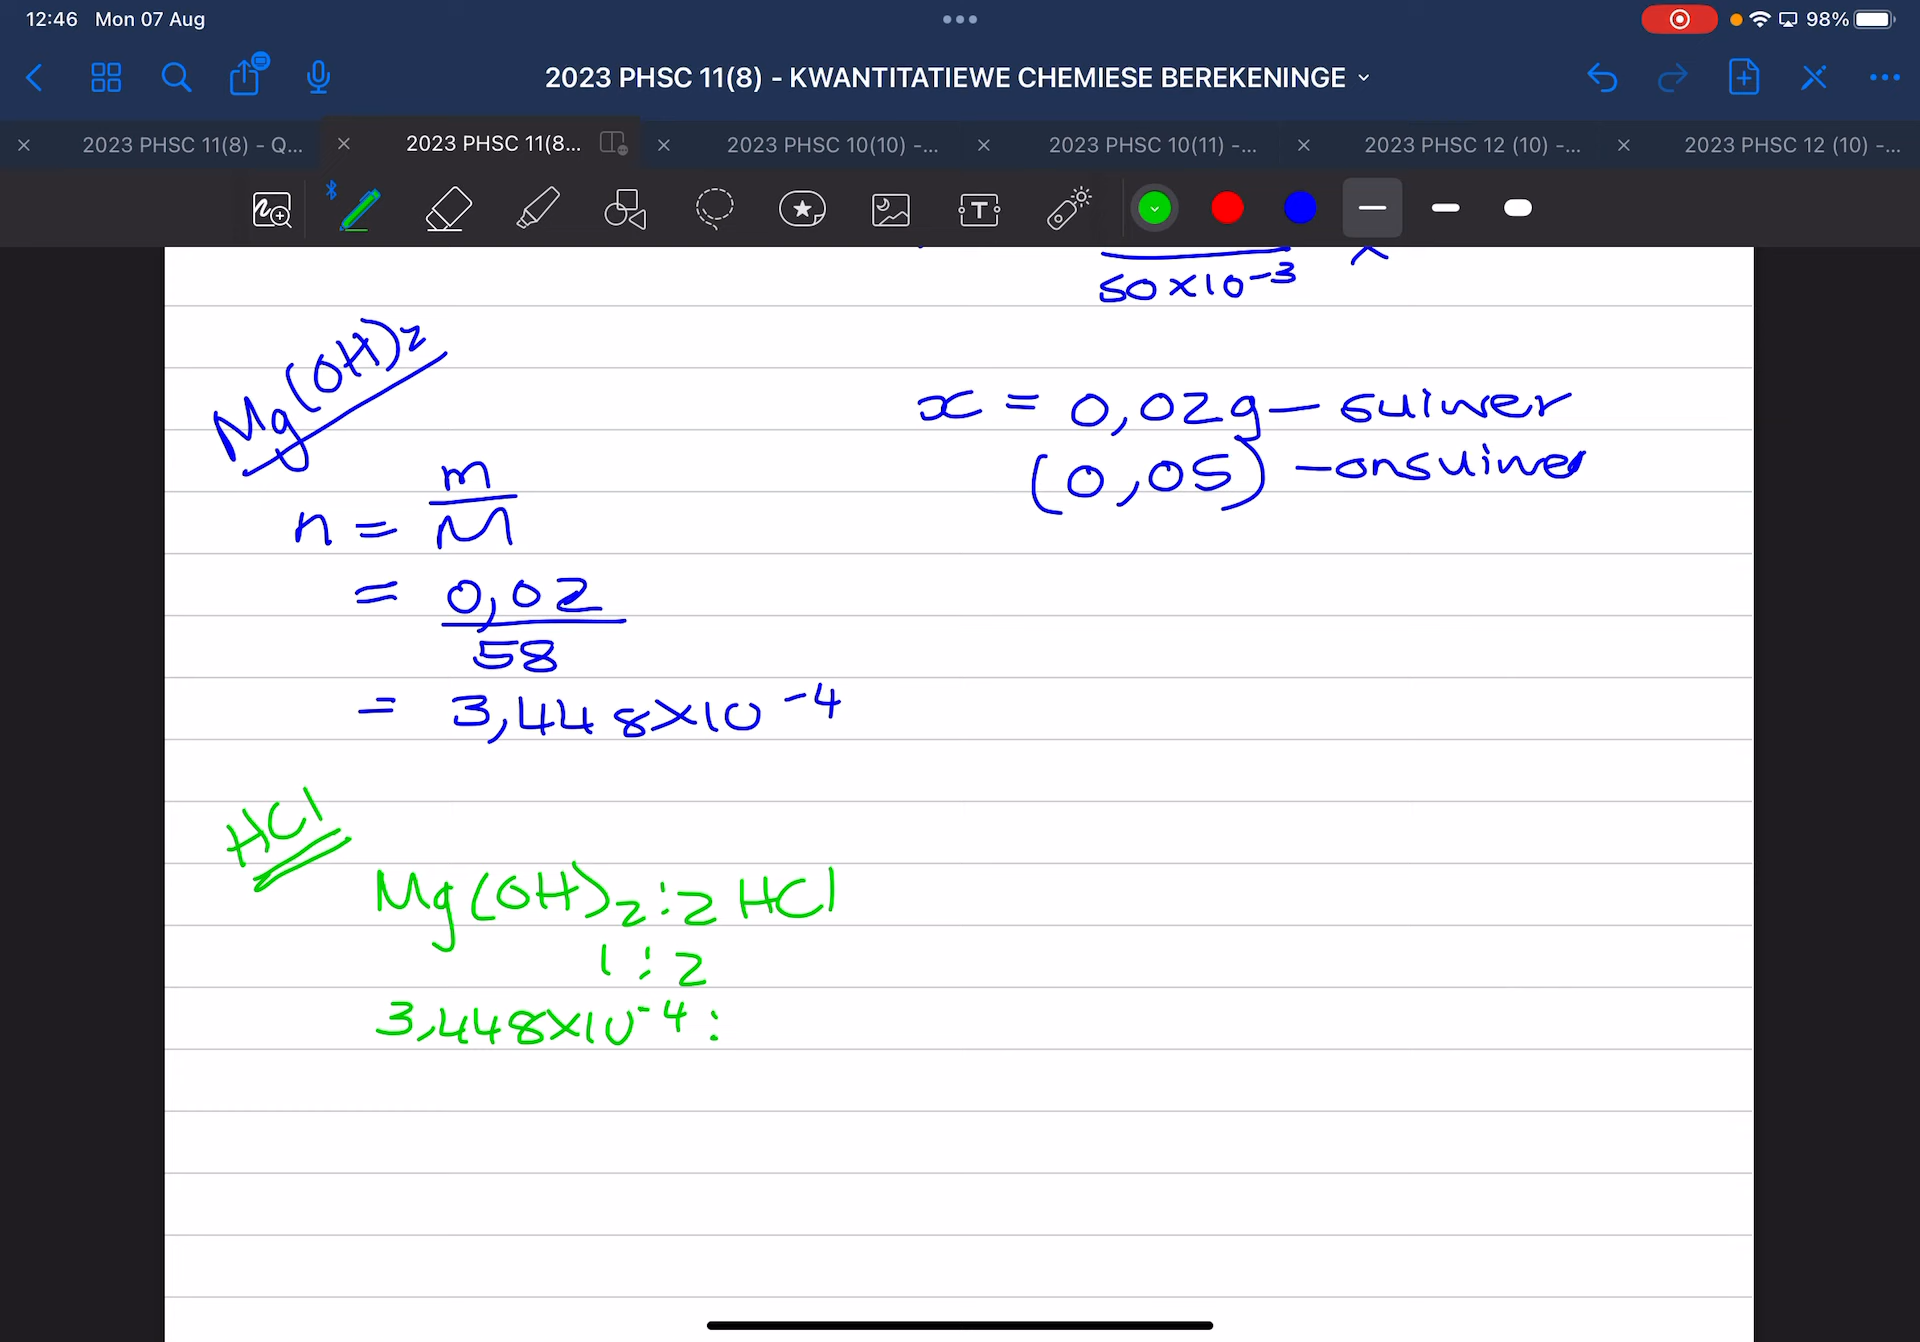 12:46 Mon 07 Aug
98%
2023 PHSC 11(8) - KWANTITATIEWE CHEMIESE BEREKENINGE
2023 PHSC 11(8) - Q...
2023 PHSC 11(8...
2023 PHSC 10(10) -...
2023 PHSC 10(11) -...
2023 PHSC 12 (10) -...
2023 PHSC 12 (10) -...
T
50×10⁻³
Mg(OH)₂
x = 0,02g – suiwer
(0,05) – onsuiwer
n = m/M
= 0,02/58
= 3,448×10⁻⁴
HCl
Mg(OH)₂ : 2 HCl
1 : 2
3,448×10⁻⁴ :